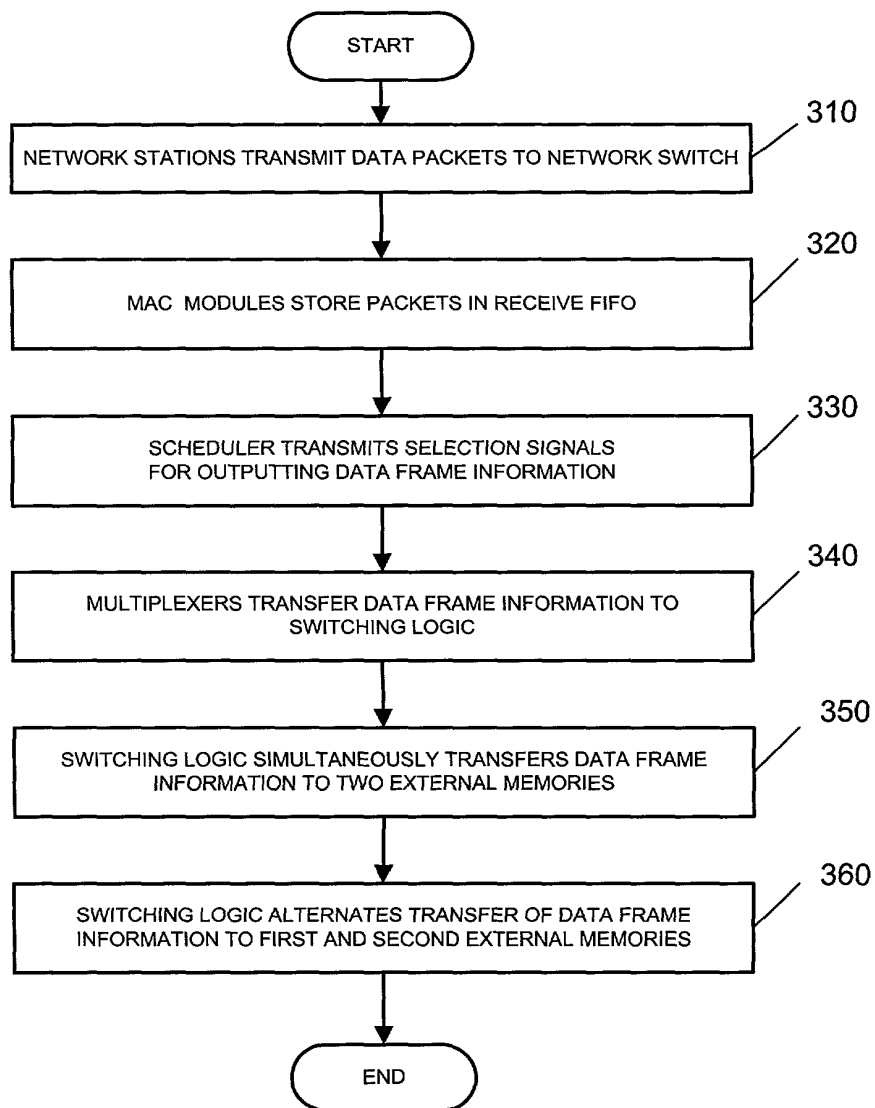 START
310
NETWORK STATIONS TRANSMIT DATA PACKETS TO NETWORK SWITCH
320
MAC MODULES STORE PACKETS IN RECEIVE FIFO
330
SCHEDULER TRANSMITS SELECTION SIGNALS
FOR OUTPUTTING DATA FRAME INFORMATION
340
MULTIPLEXERS TRANSFER DATA FRAME INFORMATION TO
SWITCHING LOGIC
350
SWITCHING LOGIC SIMULTANEOUSLY TRANSFERS DATA FRAME
INFORMATION TO TWO EXTERNAL MEMORIES
360
SWITCHING LOGIC ALTERNATES TRANSFER OF DATA FRAME
INFORMATION TO FIRST AND SECOND EXTERNAL MEMORIES
END